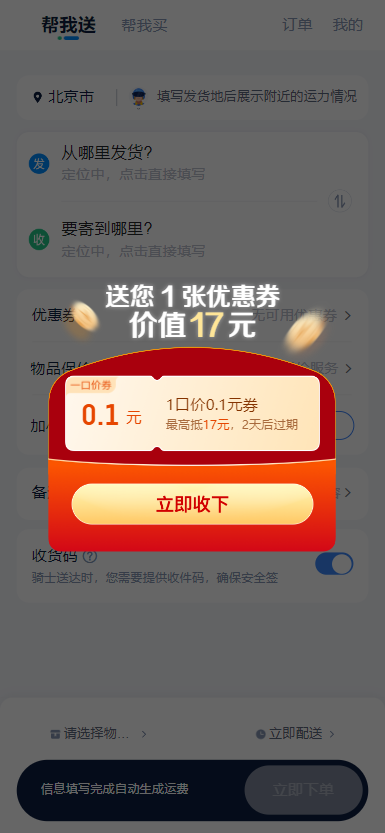 帮我送 帮我买 订单 我的
北京市 填写发货地后展示附近的运力情况
发 从哪里发货?
定位中，点击直接填写
收 要寄到哪里?
定位中，点击直接填写
送您1张优惠券
价值17元
优惠券 无可用优惠券
物品保价 服务
一口价券
0.1元
1口价0.1元券
最高抵17元，2天后过期
加
备
立即收下
收货码
骑士送达时，您需要提供收件码，确保安全签
请选择物... 立即配送
信息填写完成自动生成运费 立即下单